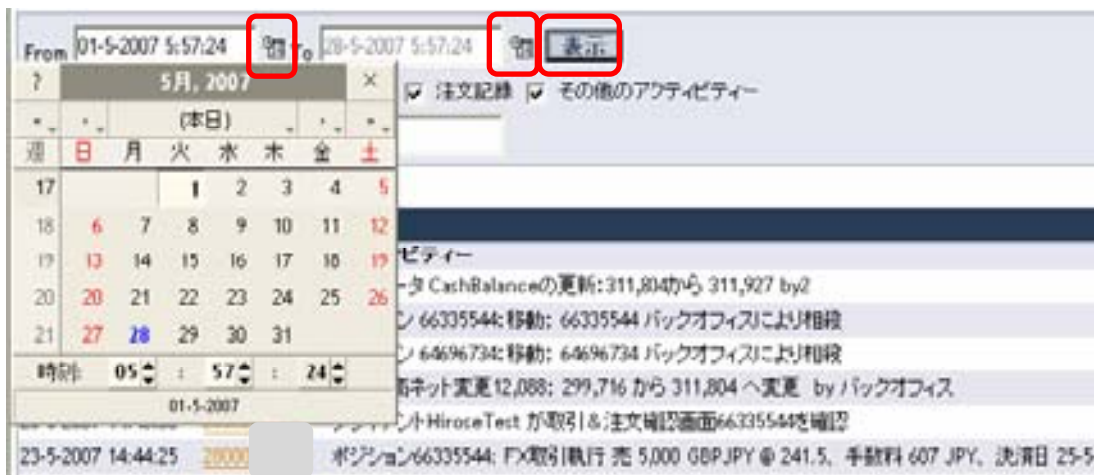 From 01-5-2007 5:57:24 To 28-5-2007 5:57:24 表示
? 5月, 2007 ×
注文記録 その他のアクティビティー
(本日)
週 日 月 火 水 木 金 土
17 1 2 3 4 5
18 6 7 8 9 10 11 12
19 13 14 15 16 17 18 19
20 20 21 22 23 24 25 26
21 27 28 29 30 31
時刻: 05 : 57 : 24
01-5-2007
ビティー
ータ CashBalanceの更新: 311,804から 311,927 by2
ン 66335544: 移動: 66335544 バックオフィスにより相殺
ン 64696734: 移動: 64696734 バックオフィスにより相殺
ネット変更12,088: 299,716 から 311,804 へ変更 by バックオフィス
ント HiroseTest が取引&注文確認画面66335544を確認
23-5-2007 14:44:25 28000 ポジション66335544: FX取引執行 売 5,000 GBPJPY @ 241.5, 手数料 607 JPY, 決済日 25-5